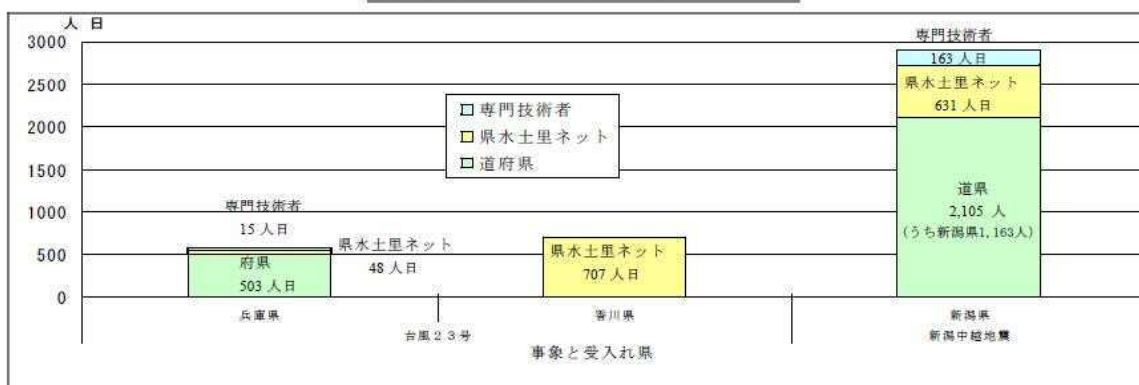 人 日
3000
2500
2000
1500
1000
500
0
専門技術者
県水土里ネット
道府県
専門技術者
15 人日
県水土里ネット
48 人日
府県
503 人日
県水土里ネット
707 人日
専門技術者
163 人日
県水土里ネット
631 人日
道県
2,105 人
(うち新潟県1,163人)
兵庫県
香川県
新潟県
台風２３号
新潟中越地震
事象と受入れ県